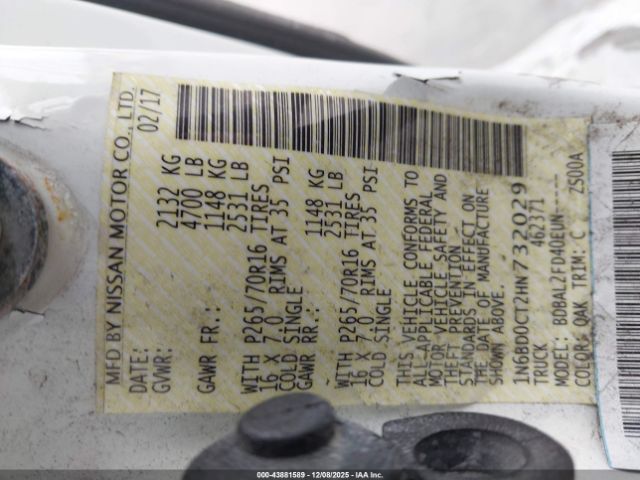 MFD BY NISSAN MOTOR CO., LTD.
DATE: 02/17
GVWR: 2132 KG
4700 LB
GAWR FR.: 1148 KG
2531 LB
WITH P265/70R16 TIRES
16 X 7.0 RIMS AT 35 PSI
COLD SINGLE
GAWR RR.: 1148 KG
2531 LB
WITH P265/70R16 TIRES
16 X 7.0 RIMS AT 35 PSI
COLD SINGLE
THIS VEHICLE CONFORMS TO
ALL APPLICABLE FEDERAL
MOTOR VEHICLE SAFETY AND
THEFT PREVENTION
STANDARDS IN EFFECT ON
THE DATE OF MANUFACTURE
SHOWN ABOVE.
1N6BD0CT2HN732029
TRUCK 462371
MODEL: BDBALZFD40EUN-----
COLOR: QAK TRIM: C ZS00A
000-43881589 - 12/08/2025 - IAA Inc.